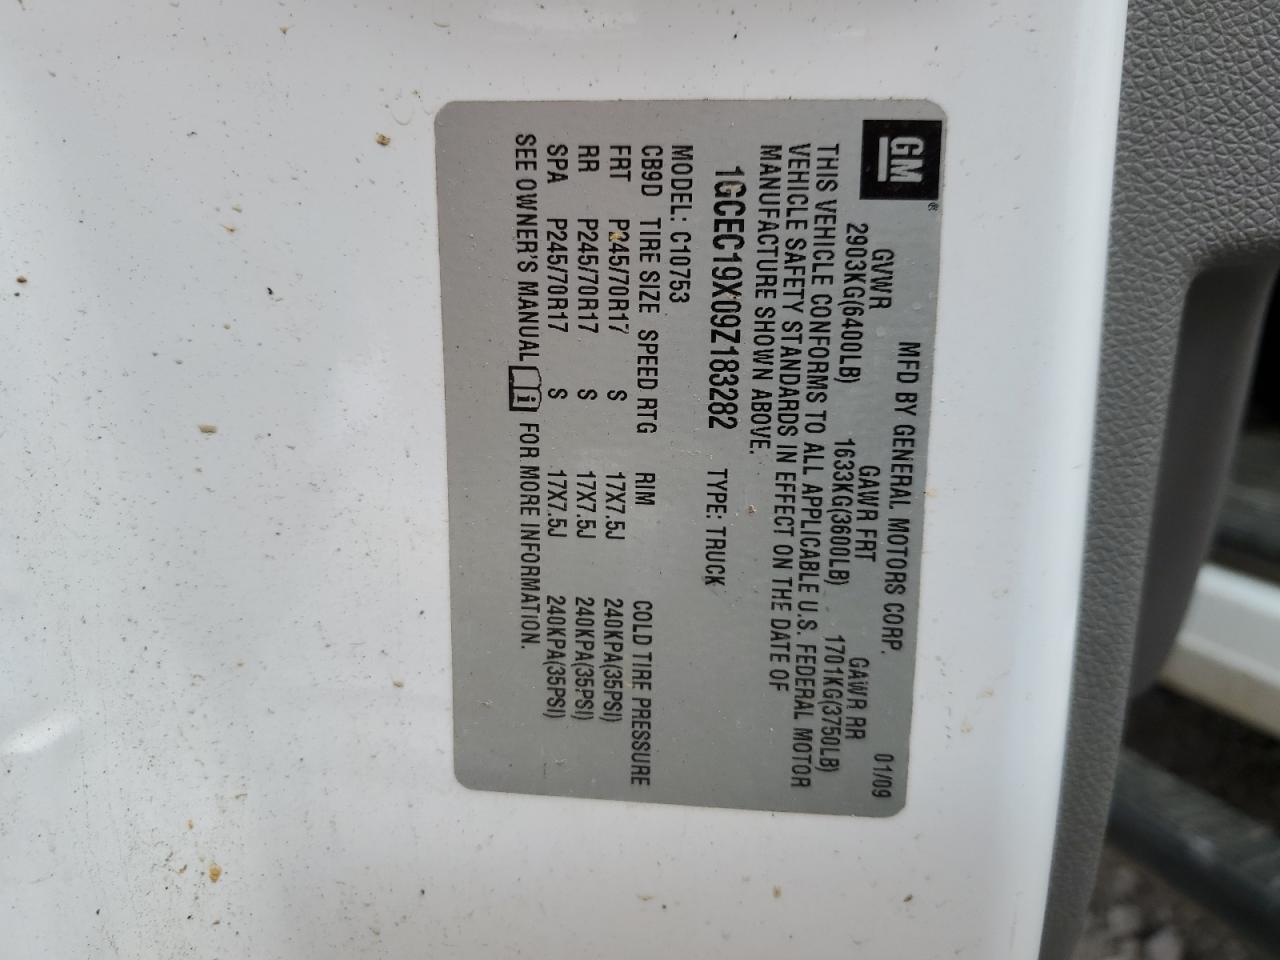 GM®
MFD BY GENERAL MOTORS CORP. 01/09
GVWR GAWR FRT GAWR RR
2903KG(6400LB) 1633KG(3600LB) 1701KG(3750LB)
THIS VEHICLE CONFORMS TO ALL APPLICABLE U.S. FEDERAL MOTOR
VEHICLE SAFETY STANDARDS IN EFFECT ON THE DATE OF
MANUFACTURE SHOWN ABOVE.
1GCEC19X09Z183282 TYPE: TRUCK
MODEL: C10753
CB9D TIRE SIZE SPEED RTG RIM COLD TIRE PRESSURE
FRT P245/70R17 S 17X7.5J 240KPA(35PSI)
RR P245/70R17 S 17X7.5J 240KPA(35PSI)
SPA P245/70R17 S 17X7.5J 240KPA(35PSI)
SEE OWNER'S MANUAL i FOR MORE INFORMATION.